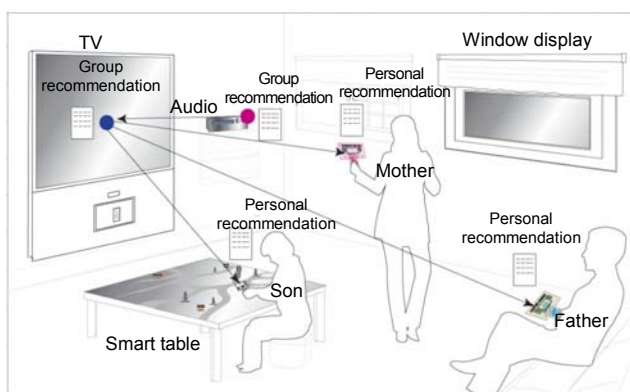 TV
Group
recommendation
Audio
Group
recommendation
Personal
recommendation
Window display
Mother
Personal
recommendation
Son
Smart table
Personal
recommendation
Father